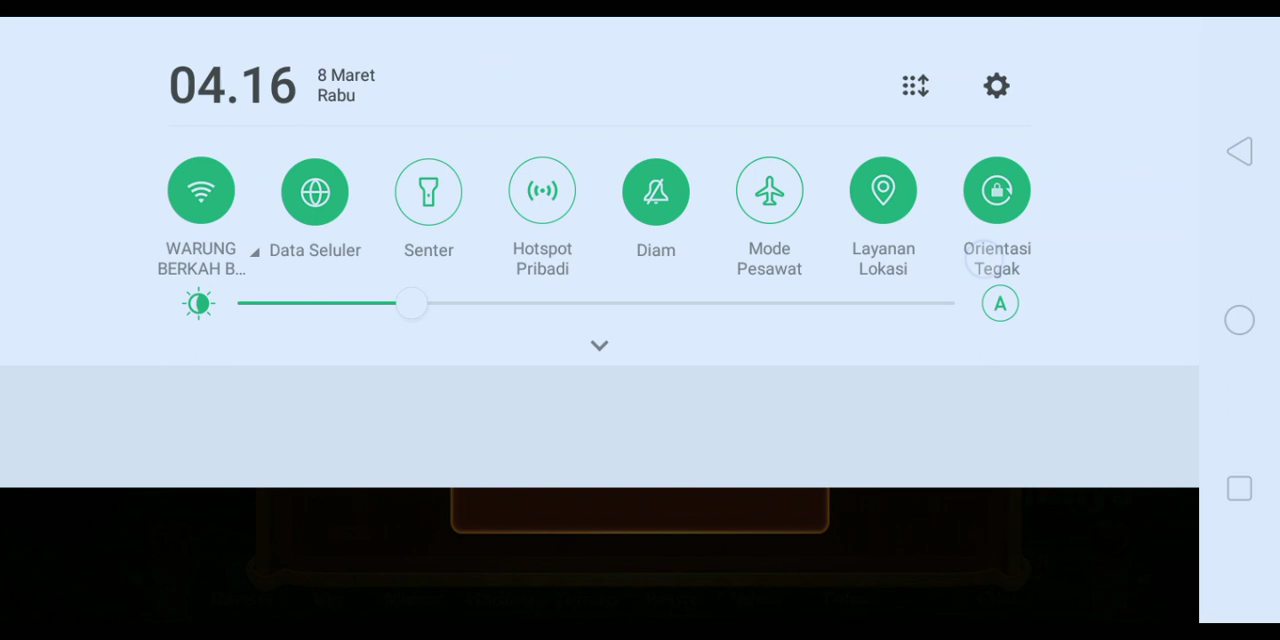 04.16
8 Maret
Rabu
WARUNG
BERKAH B...
Data Seluler
Senter
Hotspot
Pribadi
Diam
Mode
Pesawat
Layanan
Lokasi
Orientasi
Tegak
A